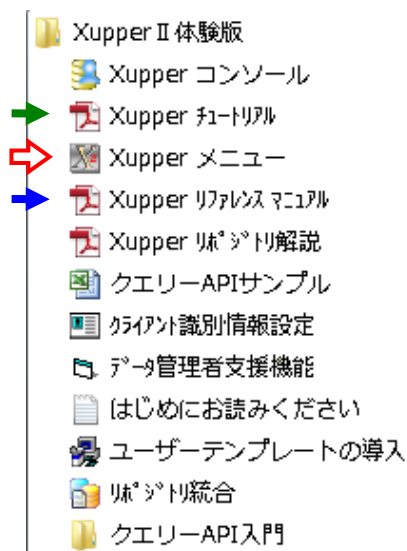 XupperⅡ体験版
Xupper コンソール
Xupper ﾁｭｰﾄﾘｱﾙ
Xupper メニュー
Xupper ﾘﾌｧﾚﾝｽ ﾏﾆｭｱﾙ
Xupper ﾘﾎﾟｼﾞﾄﾘ解説
クエリーAPIサンプル
ｸﾗｲｱﾝﾄ識別情報設定
ﾃﾞｰﾀ管理者支援機能
はじめにお読みください
ユーザーテンプレートの導入
ﾘﾎﾟｼﾞﾄﾘ統合
クエリーAPI入門